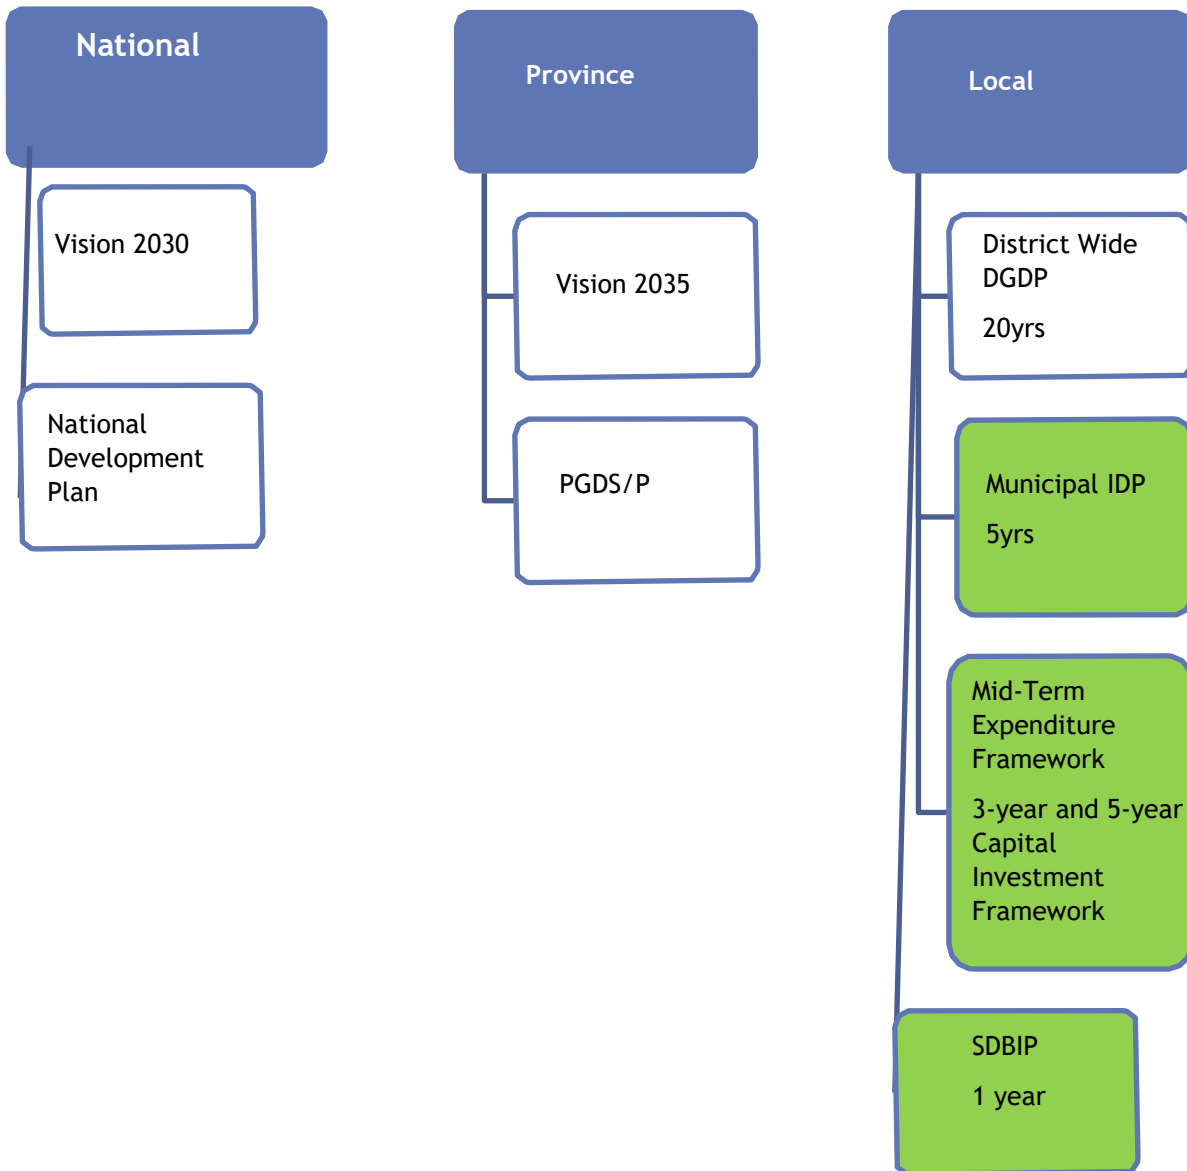 National
Vision 2030
National
Development
Plan
Province
Vision 2035
PGDS/P
Local
District Wide
DGDP
20yrs
Municipal IDP
5yrs
Mid-Term
Expenditure
Framework
3-year and 5-year
Capital
Investment
Framework
SDBIP
1 year